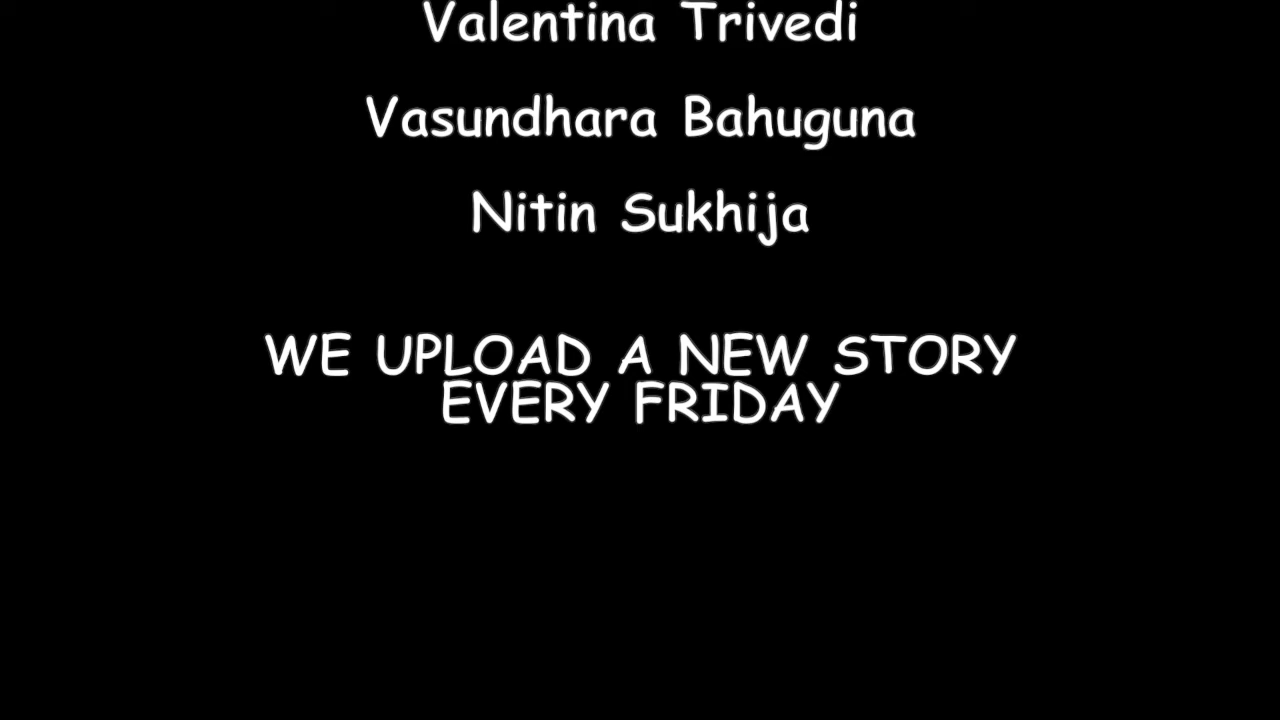 Valentina Trivedi
Vasundhara Bahuguna
Nitin Sukhija
WE UPLOAD A NEW STORY
EVERY FRIDAY